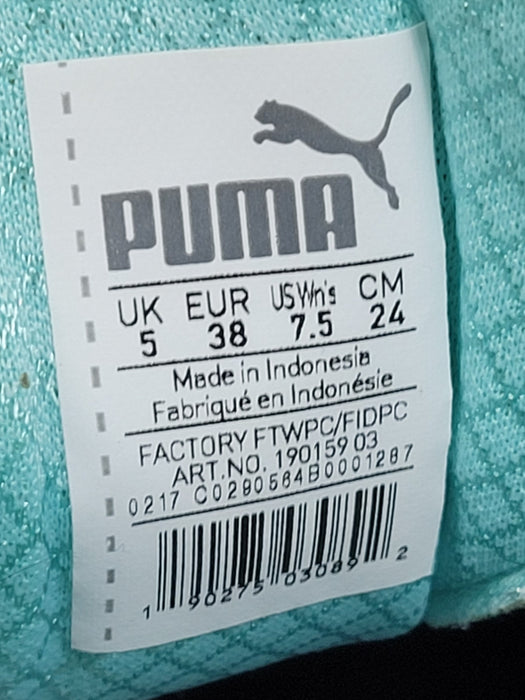 PUMA
UK EUR US Wn's CM
5 38 7.5 24
Made in Indonesia
Fabriqué en Indonésie
FACTORY FTWPC/FIDPC
ART.NO. 190159 03
0217 C0280584B0001287
1 90275 03089 2